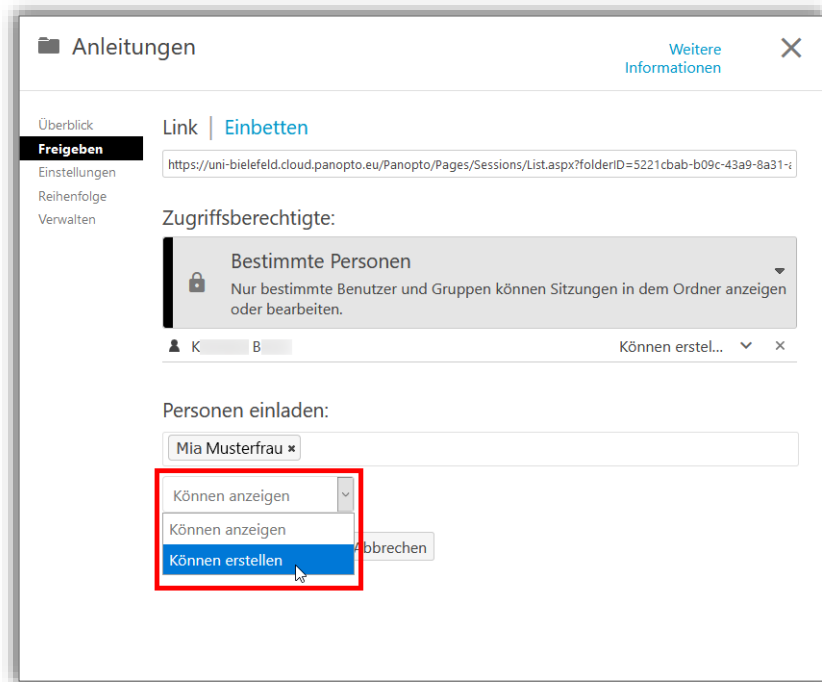 Anleitungen
Weitere
Informationen
Überblick
Freigeben
Einstellungen
Reihenfolge
Verwalten
Link | Einbetten
https://uni-bielefeld.cloud.panopto.eu/Panopto/Pages/Sessions/List.aspx?folderID=5221cbab-b09c-43a9-8a31-a
Zugriffsberechtigte:
Bestimmte Personen
Nur bestimmte Benutzer und Gruppen können Sitzungen in dem Ordner anzeigen
oder bearbeiten.
K B Können erstel...
Personen einladen:
Mia Musterfrau
Können anzeigen
Können anzeigen
Können erstellen
Abbrechen